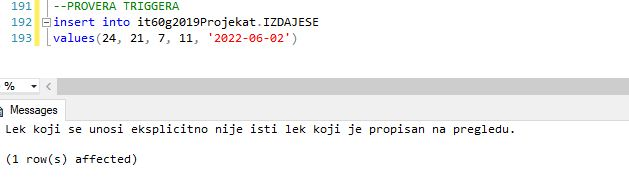 191 --PROVERA TRIGGERA
192 insert into it60g2019Projekat.IZDAJESE
193 values(24, 21, 7, 11, '2022-06-02')
%
Messages
Lek koji se unosi eksplicitno nije isti lek koji je propisan na pregledu.
(1 row(s) affected)